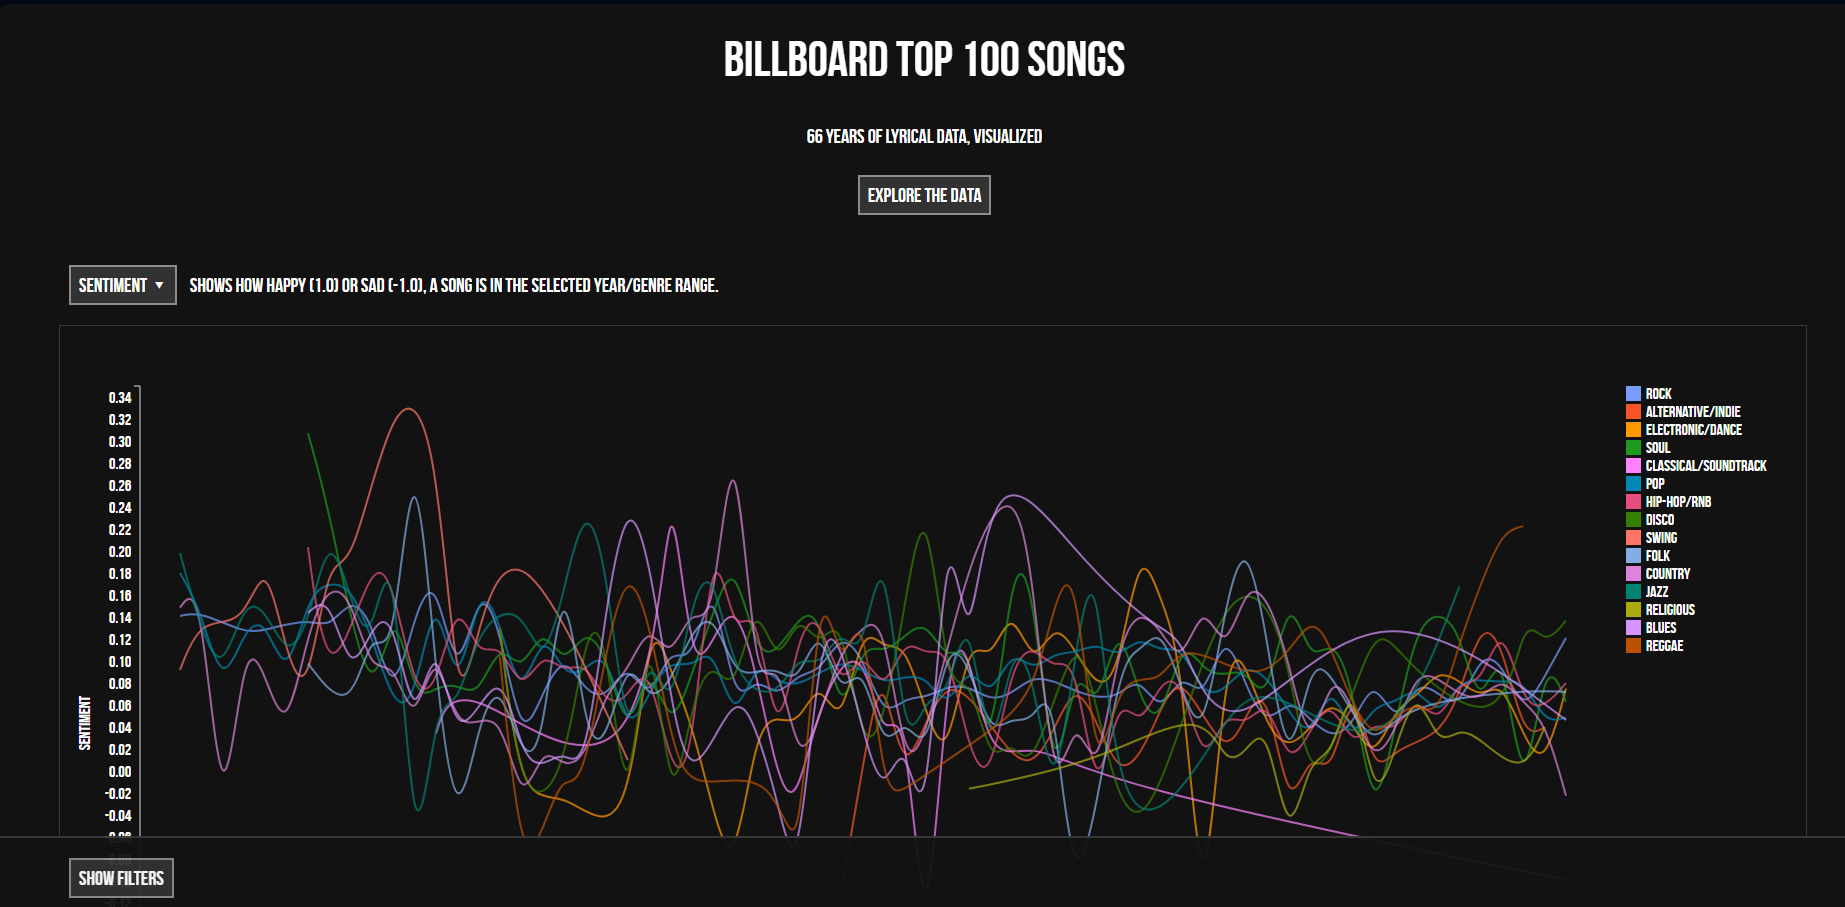 BILLBOARD TOP 100 SONGS
66 YEARS OF LYRICAL DATA, VISUALIZED
EXPLORE THE DATA
SENTIMENT ▼ SHOWS HOW HAPPY (1.0) OR SAD (-1.0), A SONG IS IN THE SELECTED YEAR/GENRE RANGE.
0.34
0.32
0.30
0.28
0.26
0.24
0.22
0.20
0.18
0.16
0.14
0.12
0.10
0.08
0.06
0.04
0.02
0.00
-0.02
-0.04
SENTIMENT
ROCK
ALTERNATIVE/INDIE
ELECTRONIC/DANCE
SOUL
CLASSICAL/SOUNDTRACK
POP
HIP-HOP/RNB
DISCO
SWING
FOLK
COUNTRY
JAZZ
RELIGIOUS
BLUES
REGGAE
SHOW FILTERS